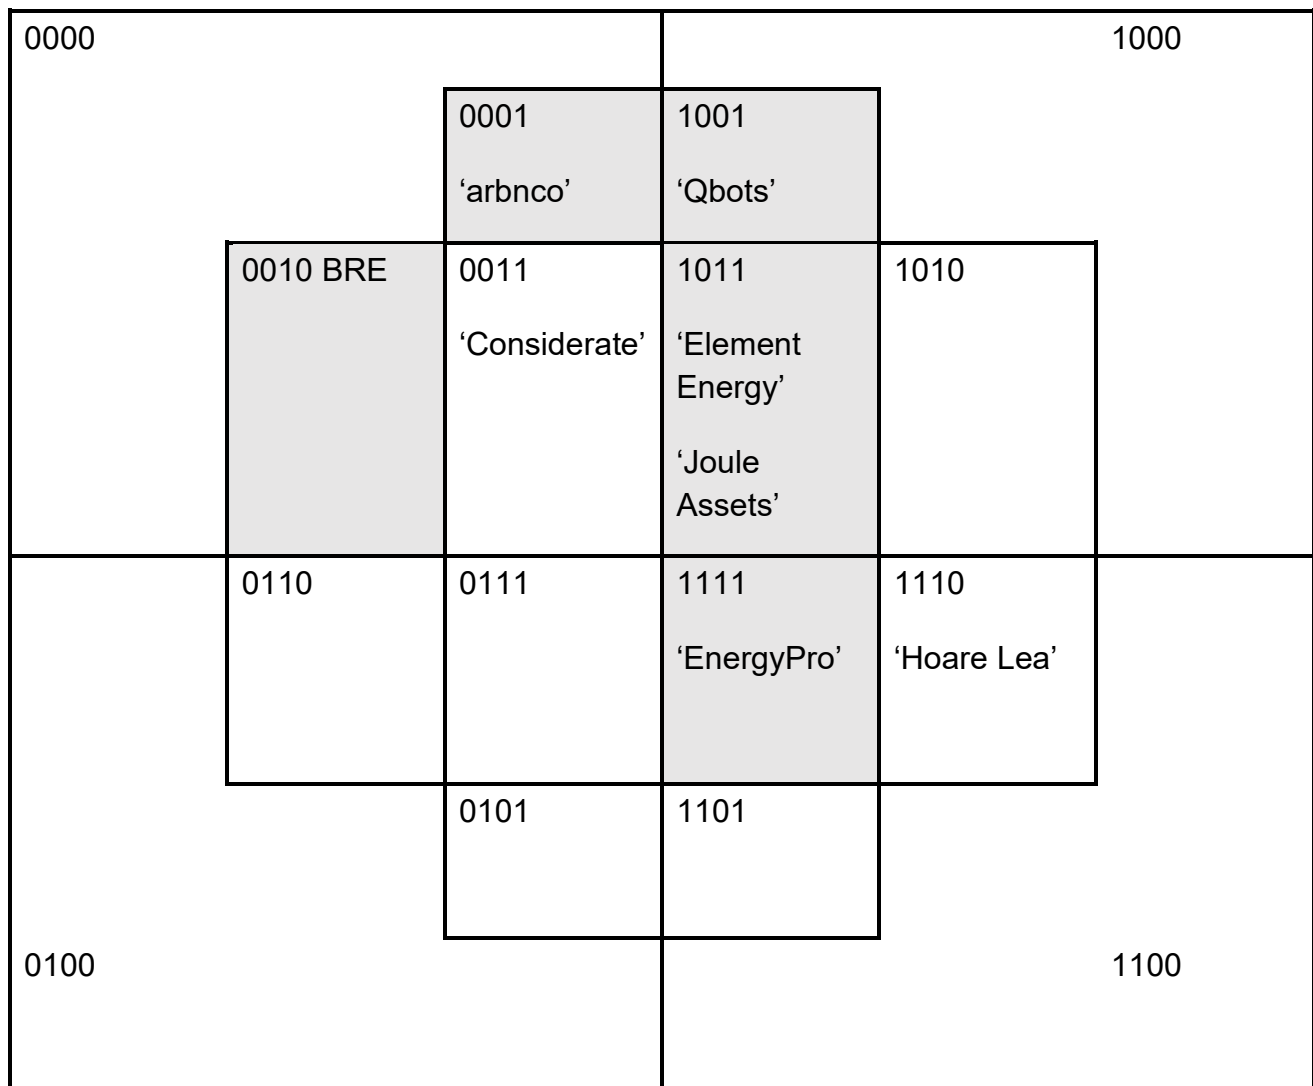 0000
1000
0001
1001
‘arbnco’
‘Qbots’
0010 BRE
0011
1011
1010
‘Considerate’
‘Element
Energy’
‘Joule
Assets’
0110
0111
1111
1110
‘EnergyPro’
‘Hoare Lea’
0101
1101
0100
1100